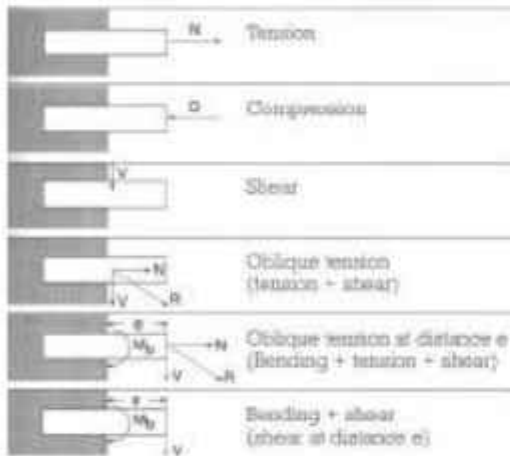 N Tension
D Compression
V
Shear
N
V R
Oblique tension
(tension + shear)
e
Mb N
V R
Oblique tension at distance e
(Bending + tension + shear)
e
Mb
V
Bending + shear
(shear at distance e)